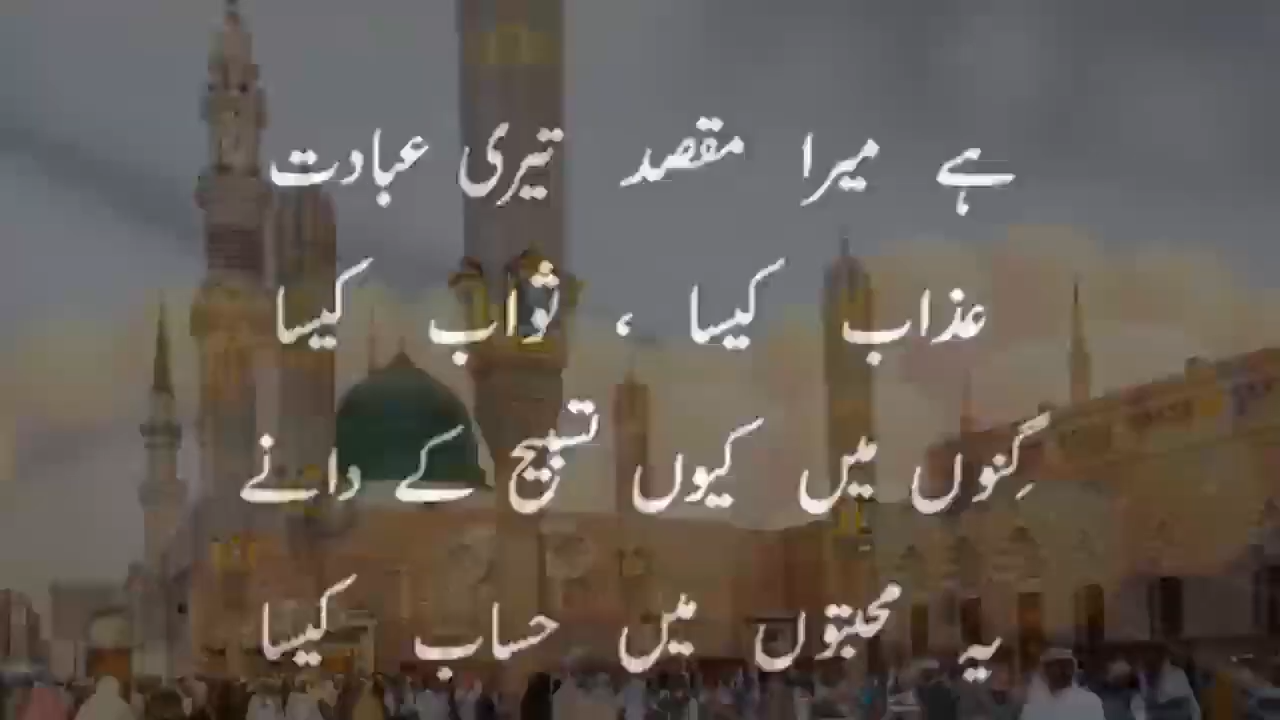 ہے میرا مقصد تیری عبادت
عذاب کیسا ، ثواب کیسا
گِنوں میں کیوں تسبیح کے دانے
یہ محبتوں میں حساب کیسا